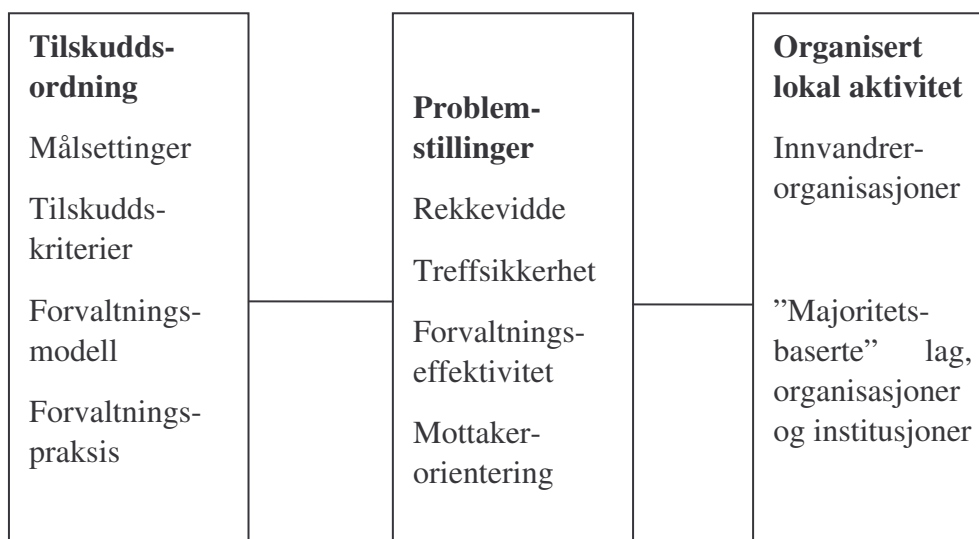 Tilskudds-
ordning
Målsettinger
Tilskudds-
kriterier
Forvaltnings-
modell
Forvaltnings-
praksis
Problem-
stillinger
Rekkevidde
Treffsikkerhet
Forvaltnings-
effektivitet
Mottaker-
orientering
Organisert
lokal aktivitet
Innvandrer-
organisasjoner
”Majoritets-
baserte” lag,
organisasjoner
og institusjoner